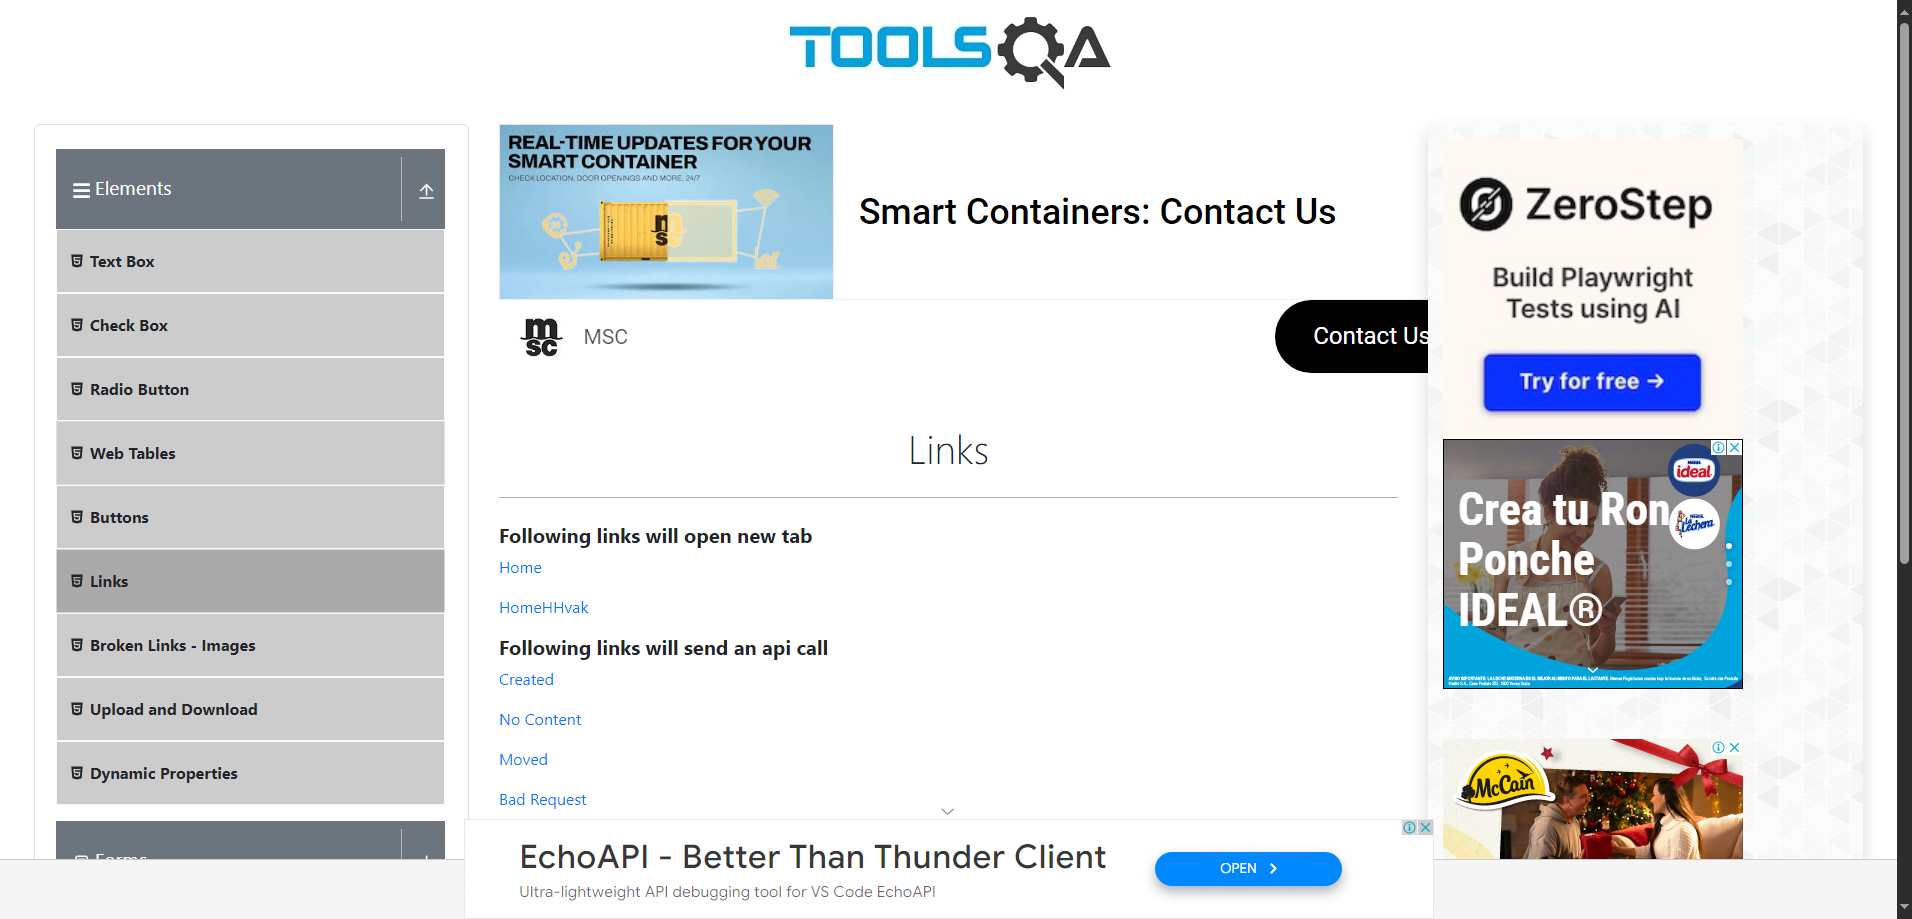 TOOLSQA
Elements
Text Box
Check Box
Radio Button
Web Tables
Buttons
Links
Broken Links - Images
Upload and Download
Dynamic Properties
Forms
REAL-TIME UPDATES FOR YOUR
SMART CONTAINER
CHECK LOCATION, DOOR OPENINGS AND MORE, 24/7
Smart Containers: Contact Us
msc
MSC
Contact Us
Links
Following links will open new tab
Home
HomeHHvak
Following links will send an api call
Created
No Content
Moved
Bad Request
EchoAPI - Better Than Thunder Client
Ultra-lightweight API debugging tool for VS Code EchoAPI
OPEN
ZeroStep
Build Playwright
Tests using AI
Try for free →
ideal
La Lechera
Crea tu Ron
Ponche
IDEAL®
McCain